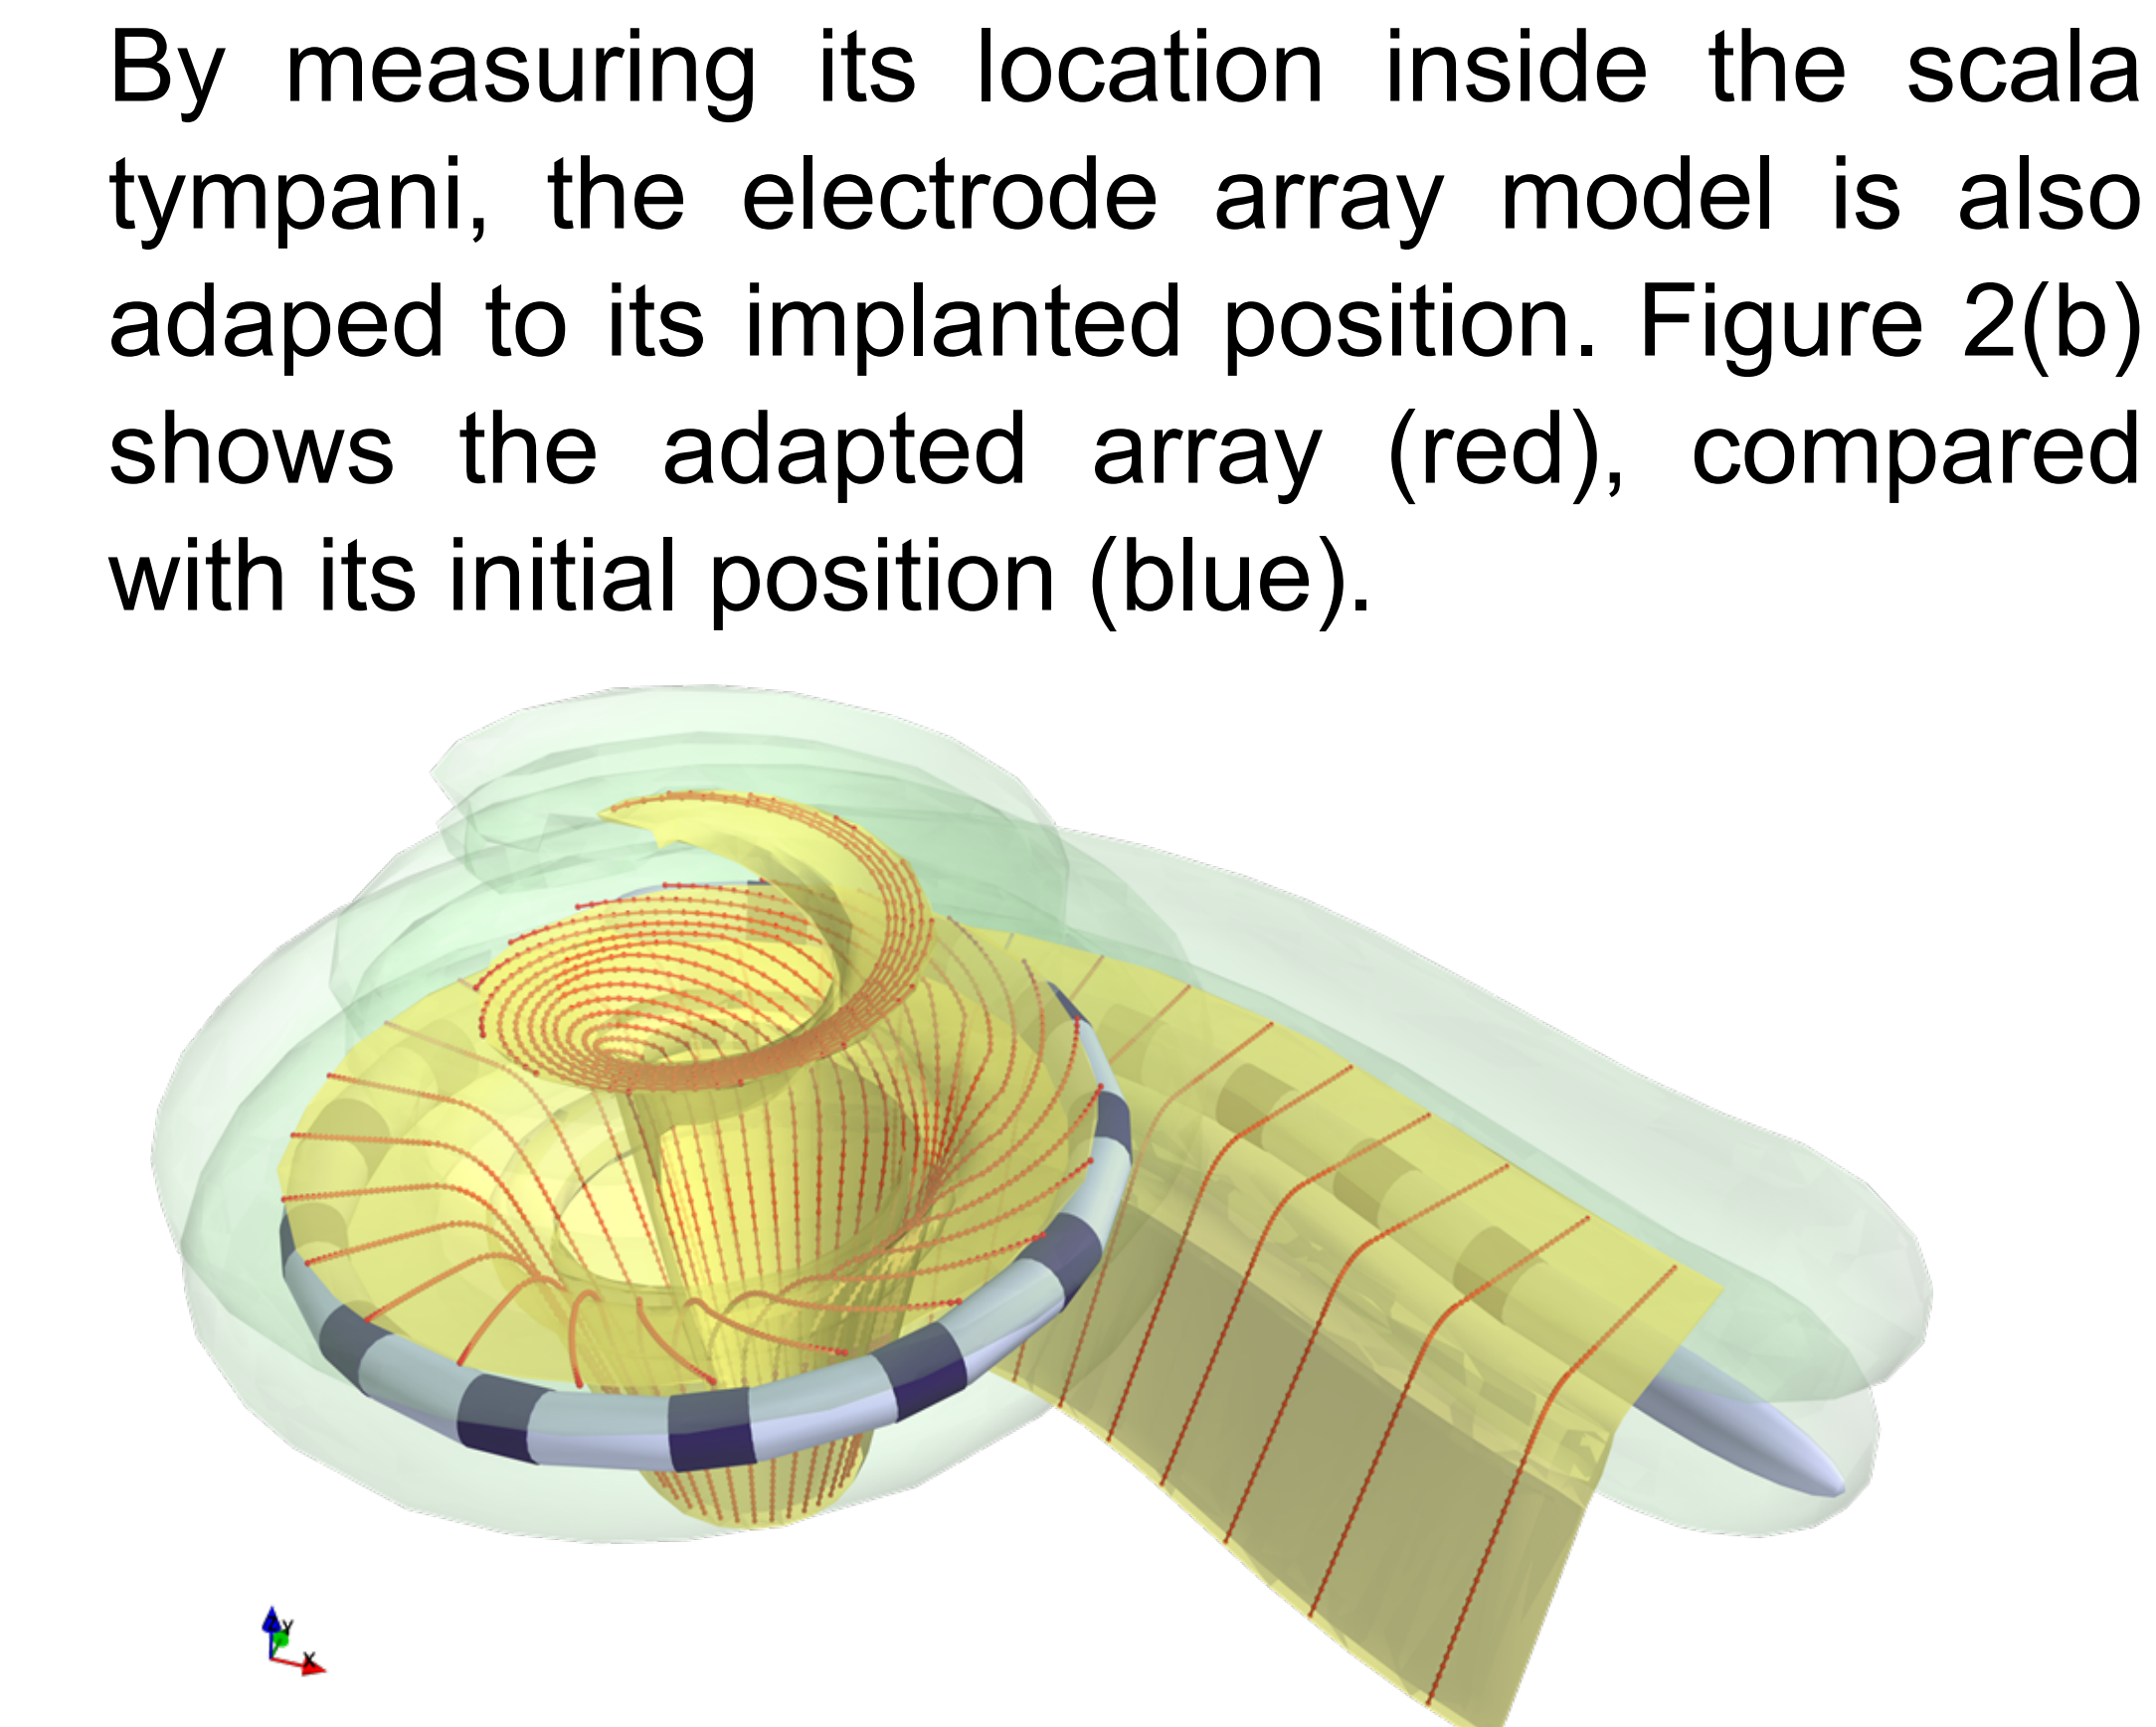 By measuring its location inside the scala
tympani, the electrode array model is also
adaped to its implanted position. Figure 2(b)
shows the adapted array (red), compared
with its initial position (blue).
Y
X